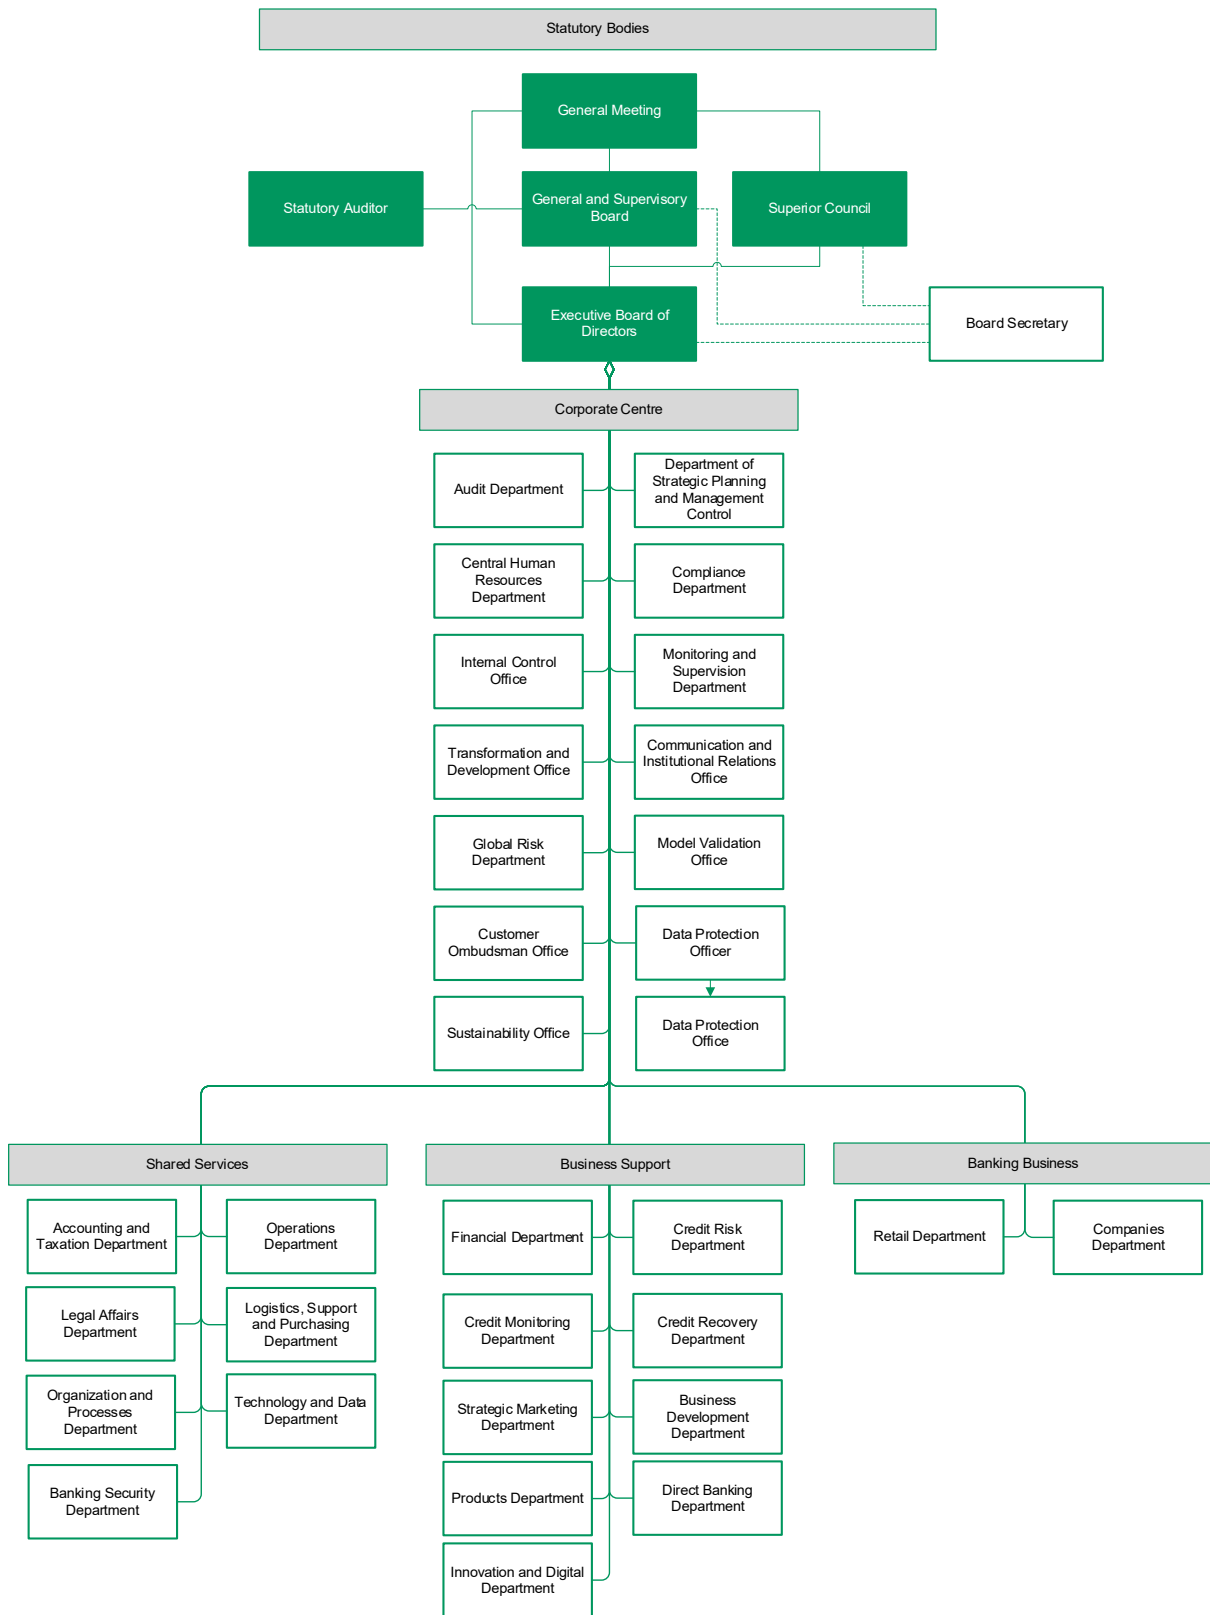 Statutory Bodies
General Meeting
Statutory Auditor
General and Supervisory
Board
Superior Council
Executive Board of
Directors
Board Secretary
Corporate Centre
Audit Department
Department of
Strategic Planning
and Management
Control
Central Human
Resources
Department
Compliance
Department
Internal Control
Office
Monitoring and
Supervision
Department
Transformation and
Development Office
Communication and
Institutional Relations
Office
Global Risk
Department
Model Validation
Office
Customer
Ombudsman Office
Data Protection
Officer
Sustainability Office
Data Protection
Office
Shared Services
Business Support
Banking Business
Accounting and
Taxation Department
Operations
Department
Legal Affairs
Department
Logistics, Support
and Purchasing
Department
Organization and
Processes
Department
Technology and Data
Department
Banking Security
Department
Financial Department
Credit Risk
Department
Credit Monitoring
Department
Credit Recovery
Department
Strategic Marketing
Department
Business
Development
Department
Products Department
Direct Banking
Department
Innovation and Digital
Department
Retail Department
Companies
Department